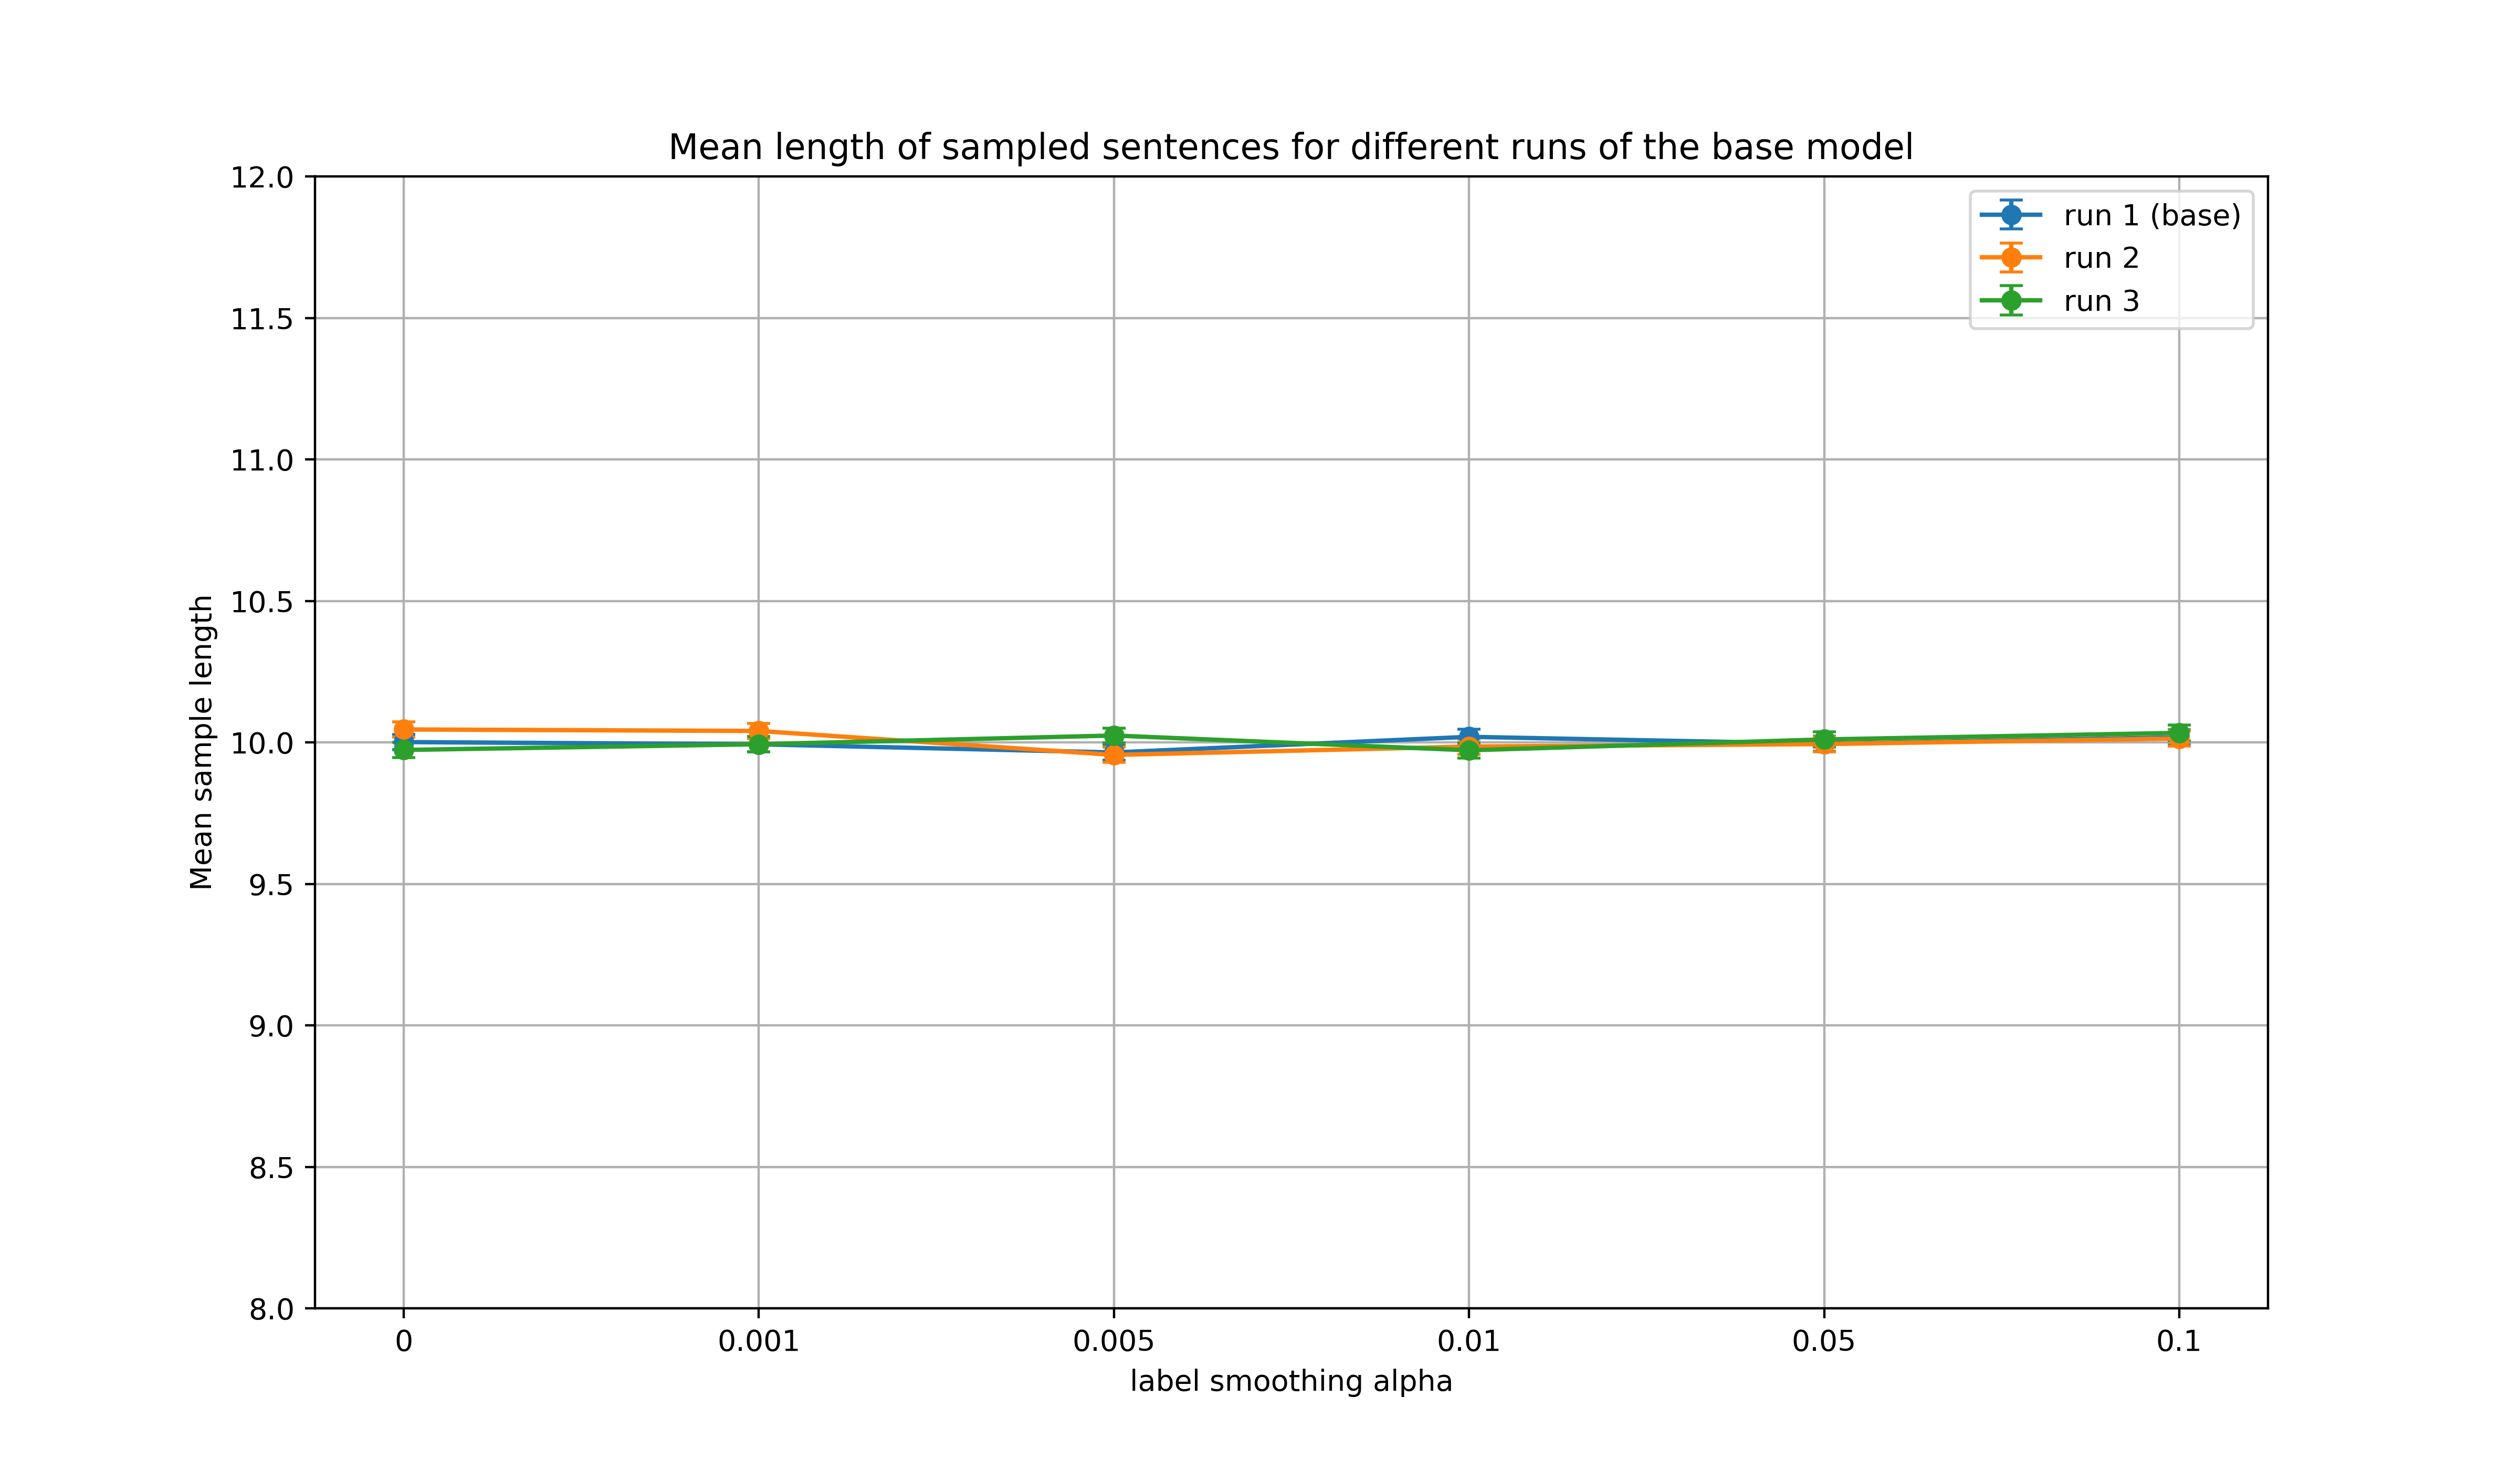 Mean length of sampled sentences for different runs of the base model
run 1 (base)
run 2
run 3
Mean sample length
12.0
11.5
11.0
10.5
10.0
9.5
9.0
8.5
8.0
0 0.001 0.005 0.01 0.05 0.1
label smoothing alpha